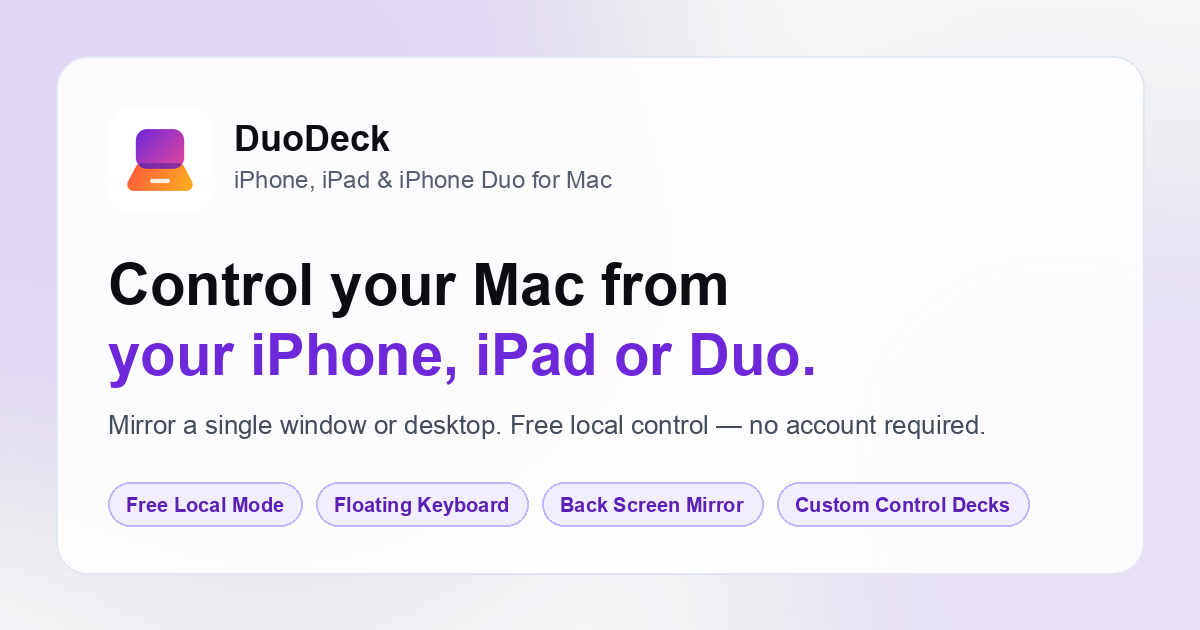 DuoDeck
iPhone, iPad & iPhone Duo for Mac
Control your Mac from
your iPhone, iPad or Duo.
Mirror a single window or desktop. Free local control — no account required.
Free Local Mode
Floating Keyboard
Back Screen Mirror
Custom Control Decks